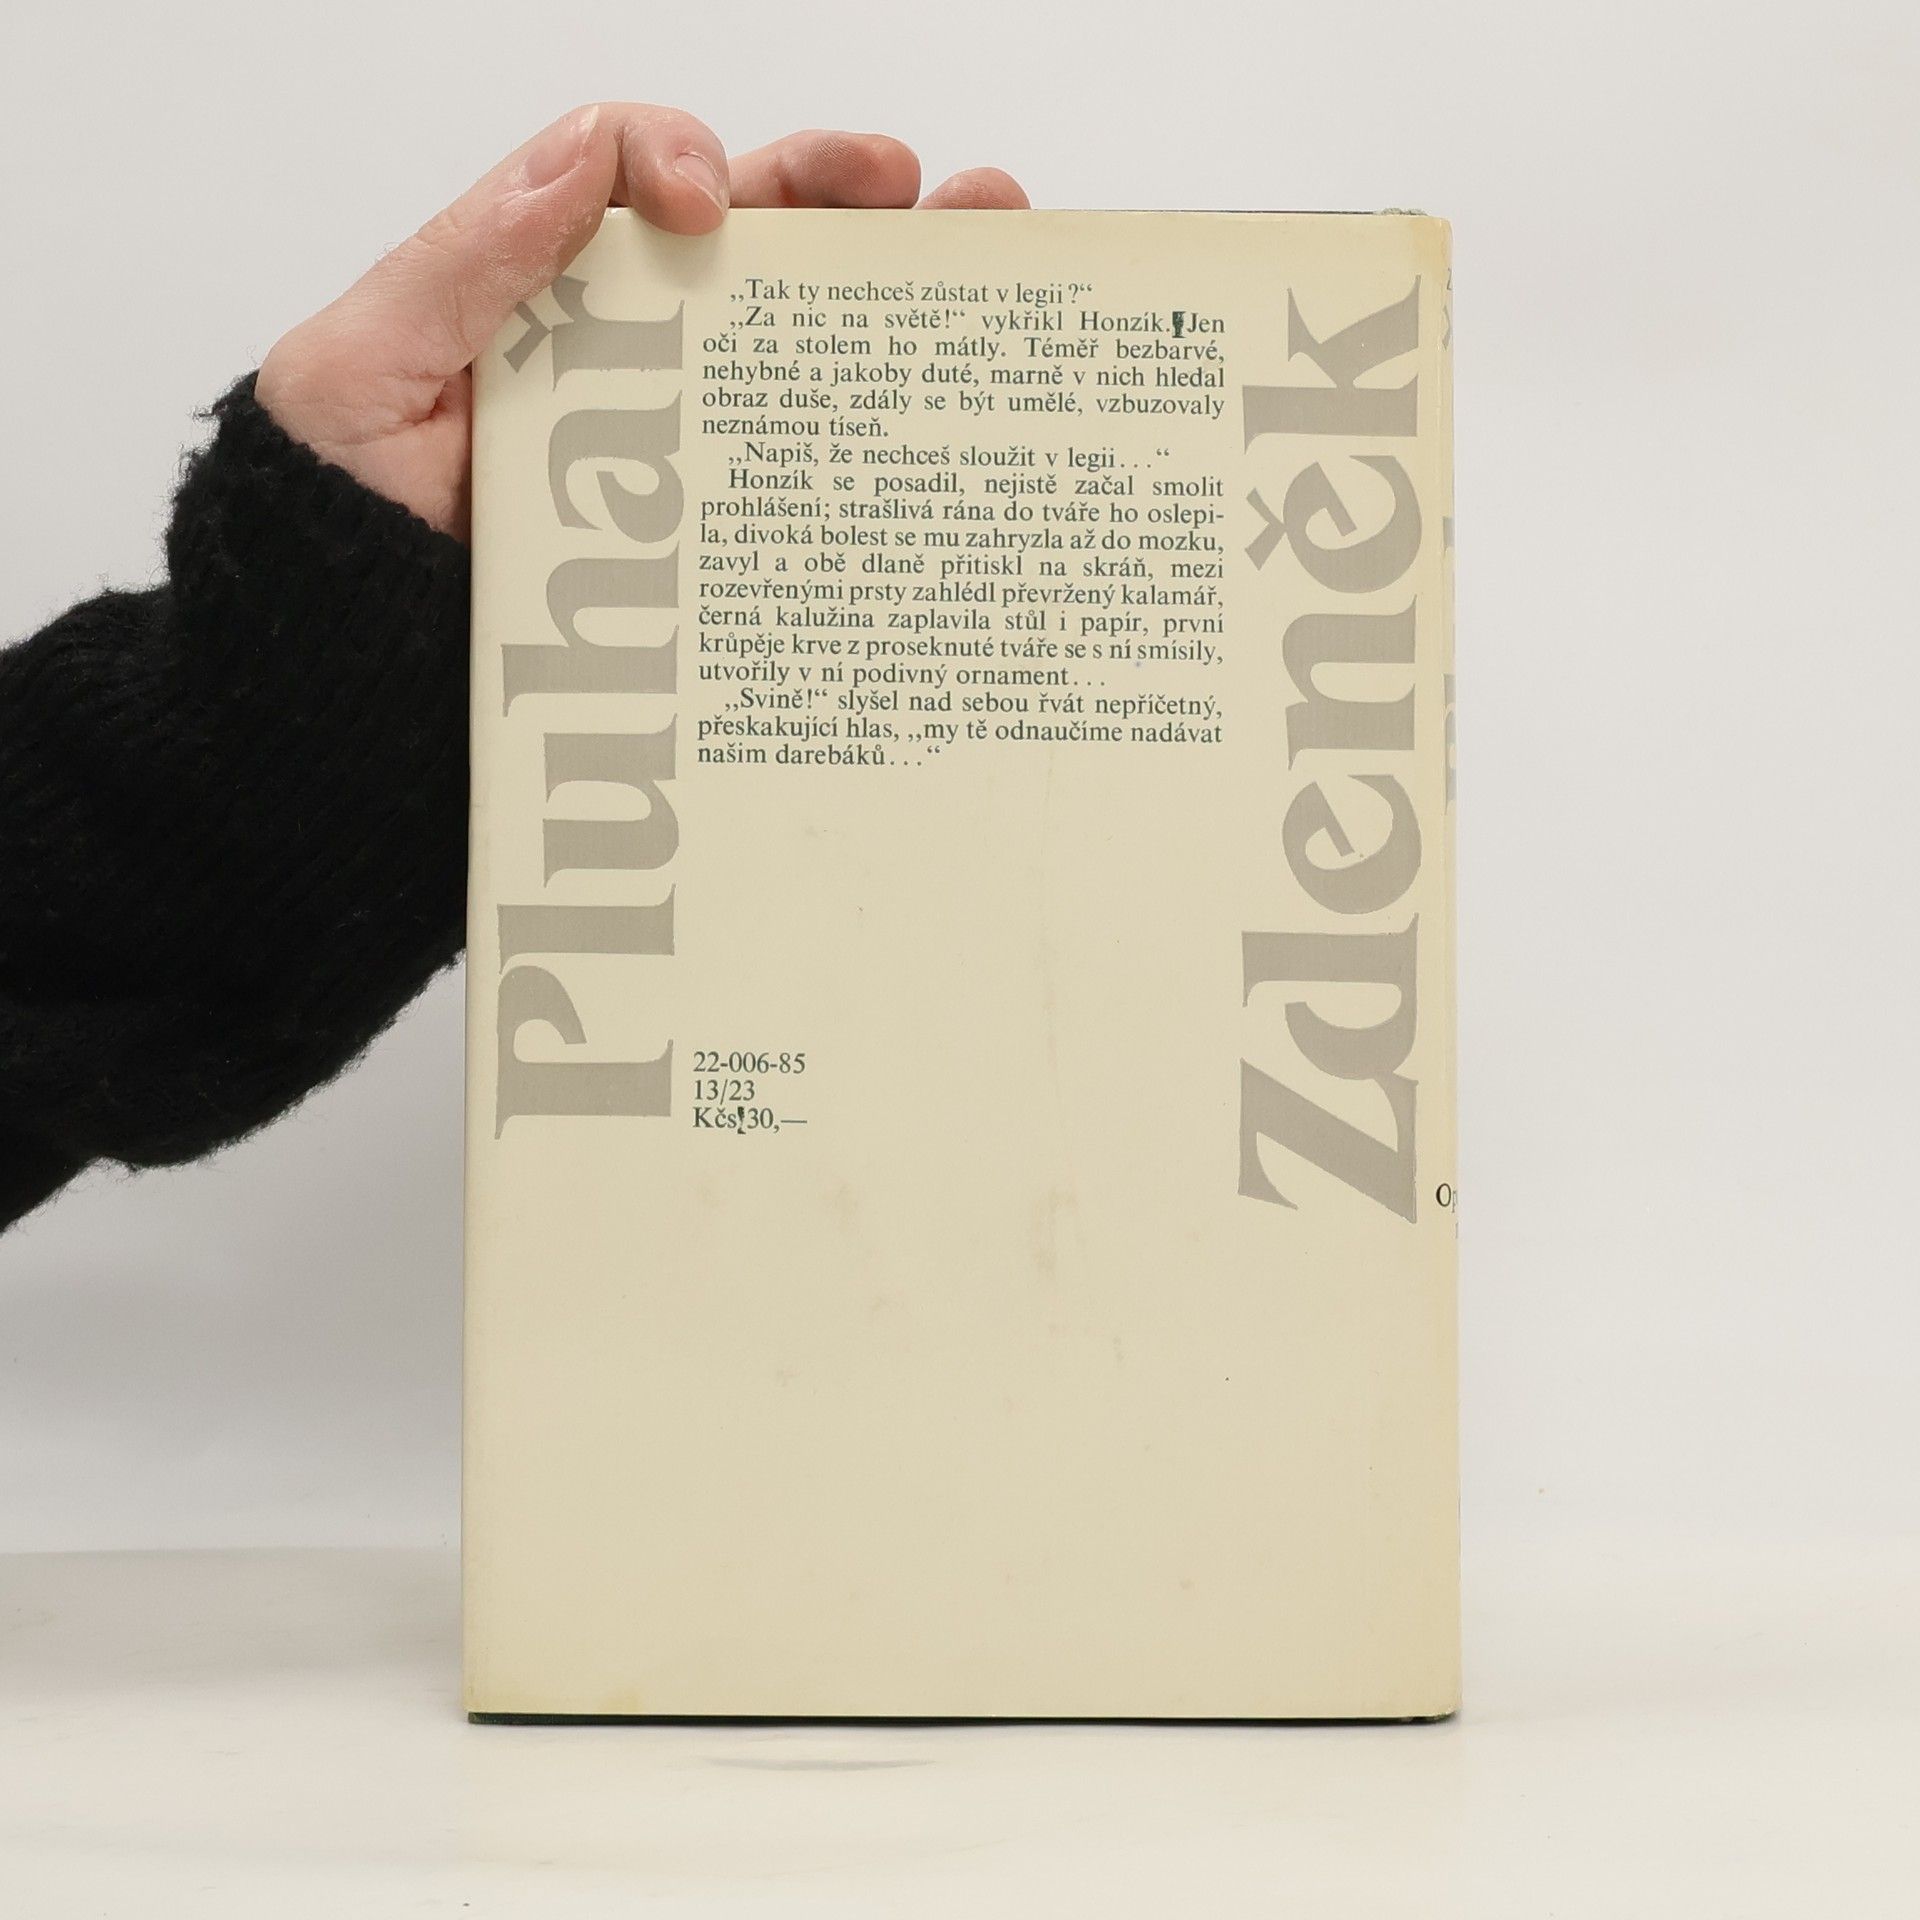 Pluhař
„Tak ty nechceš zůstat v legii?“
„Za nic na světě!“ vykřikl Honzík. Jen
oči za stolem ho mátly. Téměř bezbarvé,
nehybné a jakoby duté, marně v nich hledal
obraz duše, zdály se být umělé, vzbuzovaly
neznámou tíseň.
„Napiš, že nechceš sloužit v legii...“
Honzík se posadil, nejistě začal smolit
prohlášení; strašlivá rána do tváře ho oslepi-
la, divoká bolest se mu zahryzla až do mozku,
zavyl a obě dlaně přitiskl na skráň, mezi
rozevřenými prsty zahlédl převržený kalamář,
černá kalužina zaplavila stůl i papír, první
krůpěje krve z proseknuté tváře se s ní smísily,
utvořily v ní podivný ornament...
„Svině!“ slyšel nad sebou řvát nepříčetný,
přeskakující hlas, „my tě odnaučíme nadávat
našim darebáků...“
22-006-85
13/23
Kčs 30,—
Zdeněk